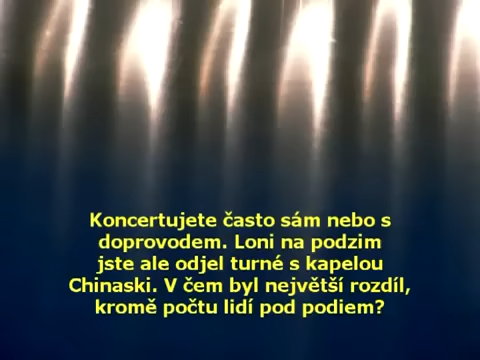 Koncertujete často sám nebo s
doprovodem. Loni na podzim
jste ale odjel turné s kapelou
Chinaski. V čem byl největší rozdíl,
kromě počtu lidí pod podiem?